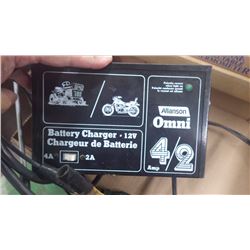 Allanson
Omni
Battery Charger · 12V
Chargeur de Batterie
4A 2A
4/2
Amp